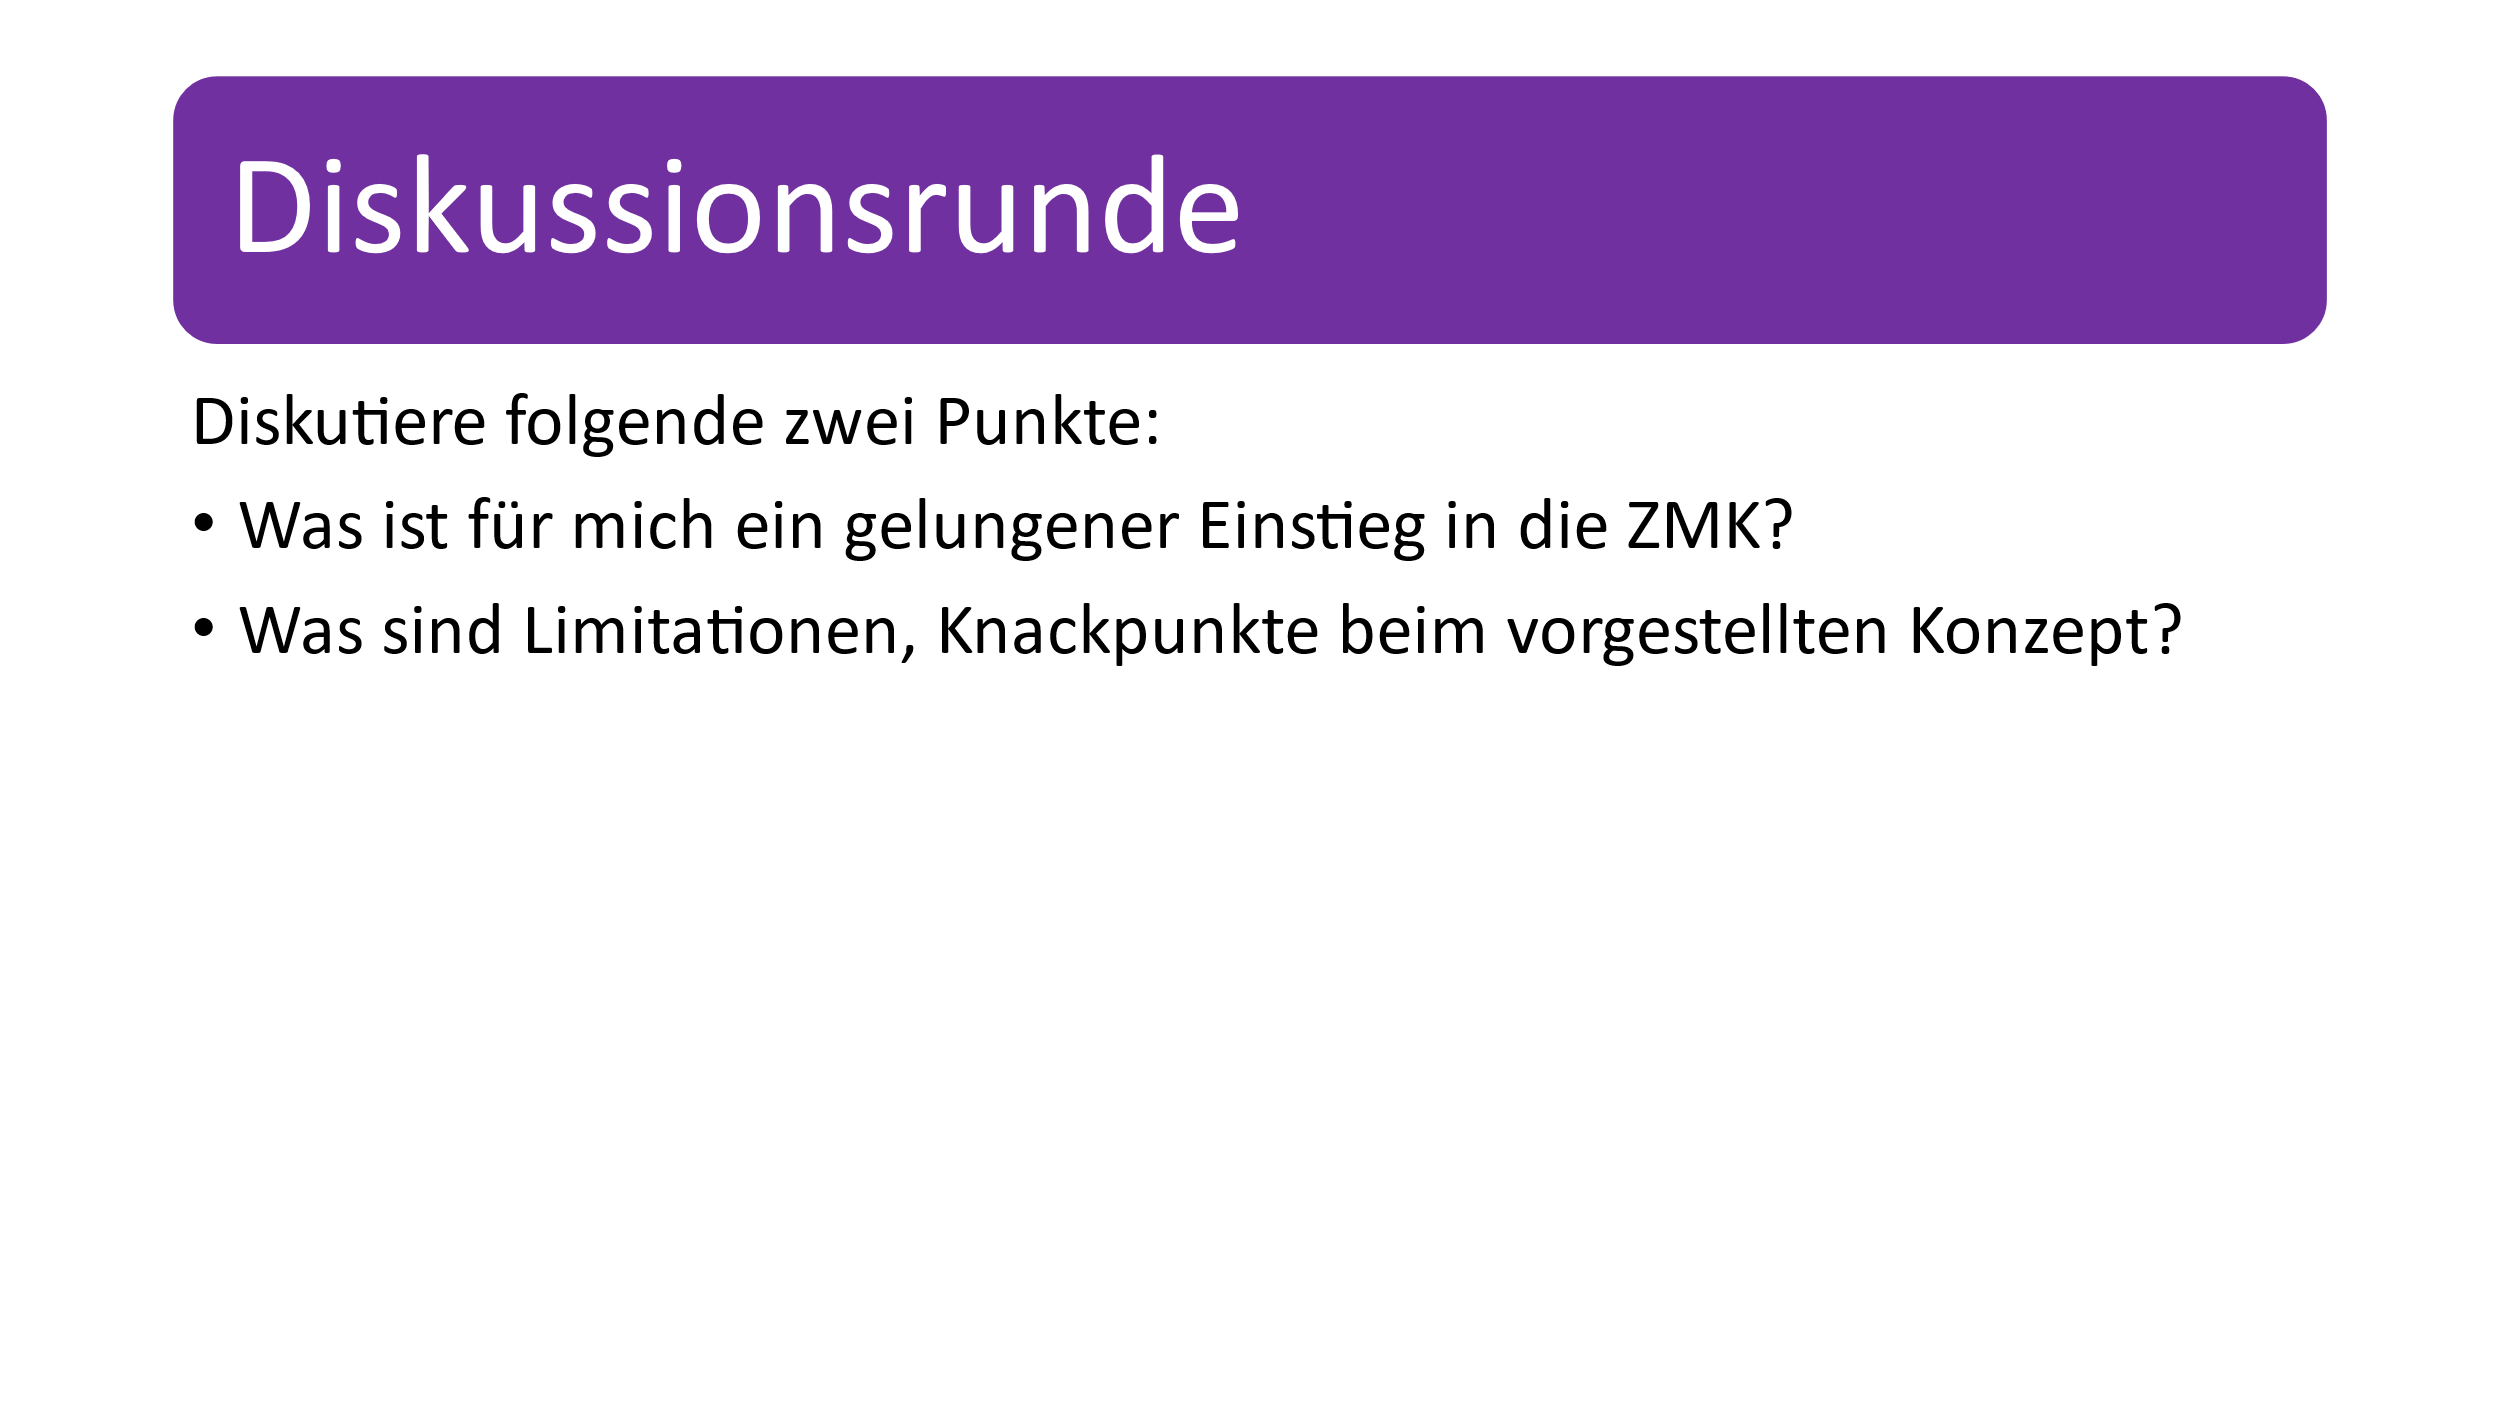 Diskussionsrunde
Diskutiere folgende zwei Punkte:
• Was ist für mich ein gelungener Einstieg in die ZMK?
• Was sind Limitationen, Knackpunkte beim vorgestellten Konzept?